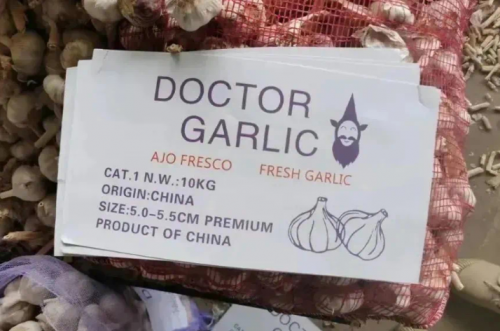 DOCTOR
GARLIC
AJO FRESCO FRESH GARLIC
CAT.1 N.W.:10KG
ORIGIN:CHINA
SIZE:5.0-5.5CM PREMIUM
PRODUCT OF CHINA